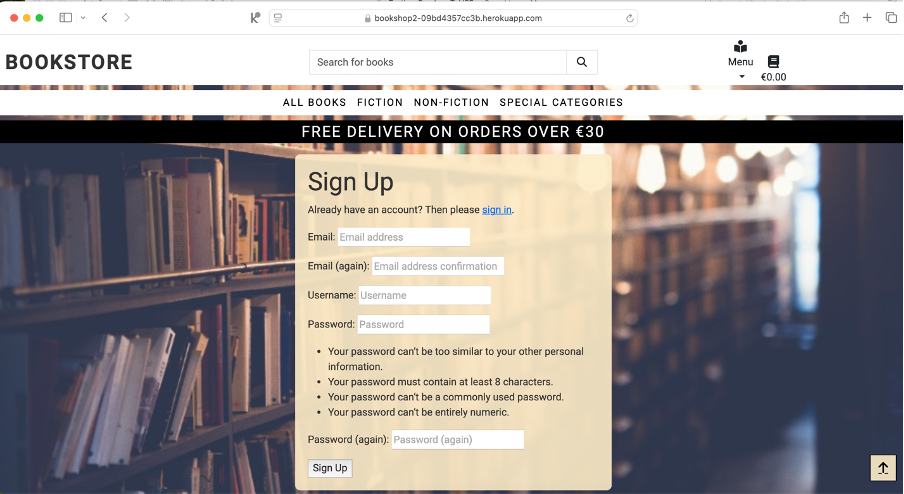 bookshop2-09bd4357cc3b.herokuapp.com
BOOKSTORE
Search for books
Menu
€0.00
ALL BOOKS FICTION NON-FICTION SPECIAL CATEGORIES
FREE DELIVERY ON ORDERS OVER €30
Sign Up
Already have an account? Then please sign in.
Email: Email address
Email (again): Email address confirmation
Username: Username
Password: Password
• Your password can't be too similar to your other personal
information.
• Your password must contain at least 8 characters.
• Your password can't be a commonly used password.
• Your password can't be entirely numeric.
Password (again): Password (again)
Sign Up